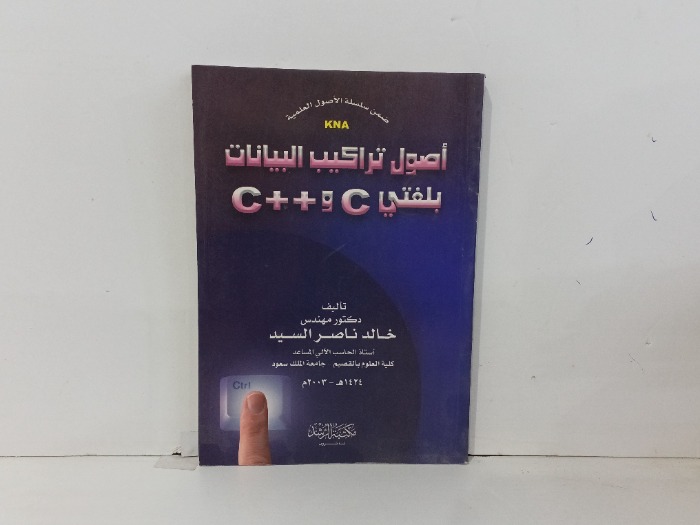 ضمن سلسلة الأصول العلمية
KNA
أصول تراكيب البيانات
بلغتي C و C++
تأليف
دكتور مهندس
خالد ناصر السيد
أستاذ الحاسب الآلي المساعد
كلية العلوم بالقصيم - جامعة الملك سعود
١٤٢٤هـ - ٢٠٠٣م
Ctrl
مكتبة الرشد